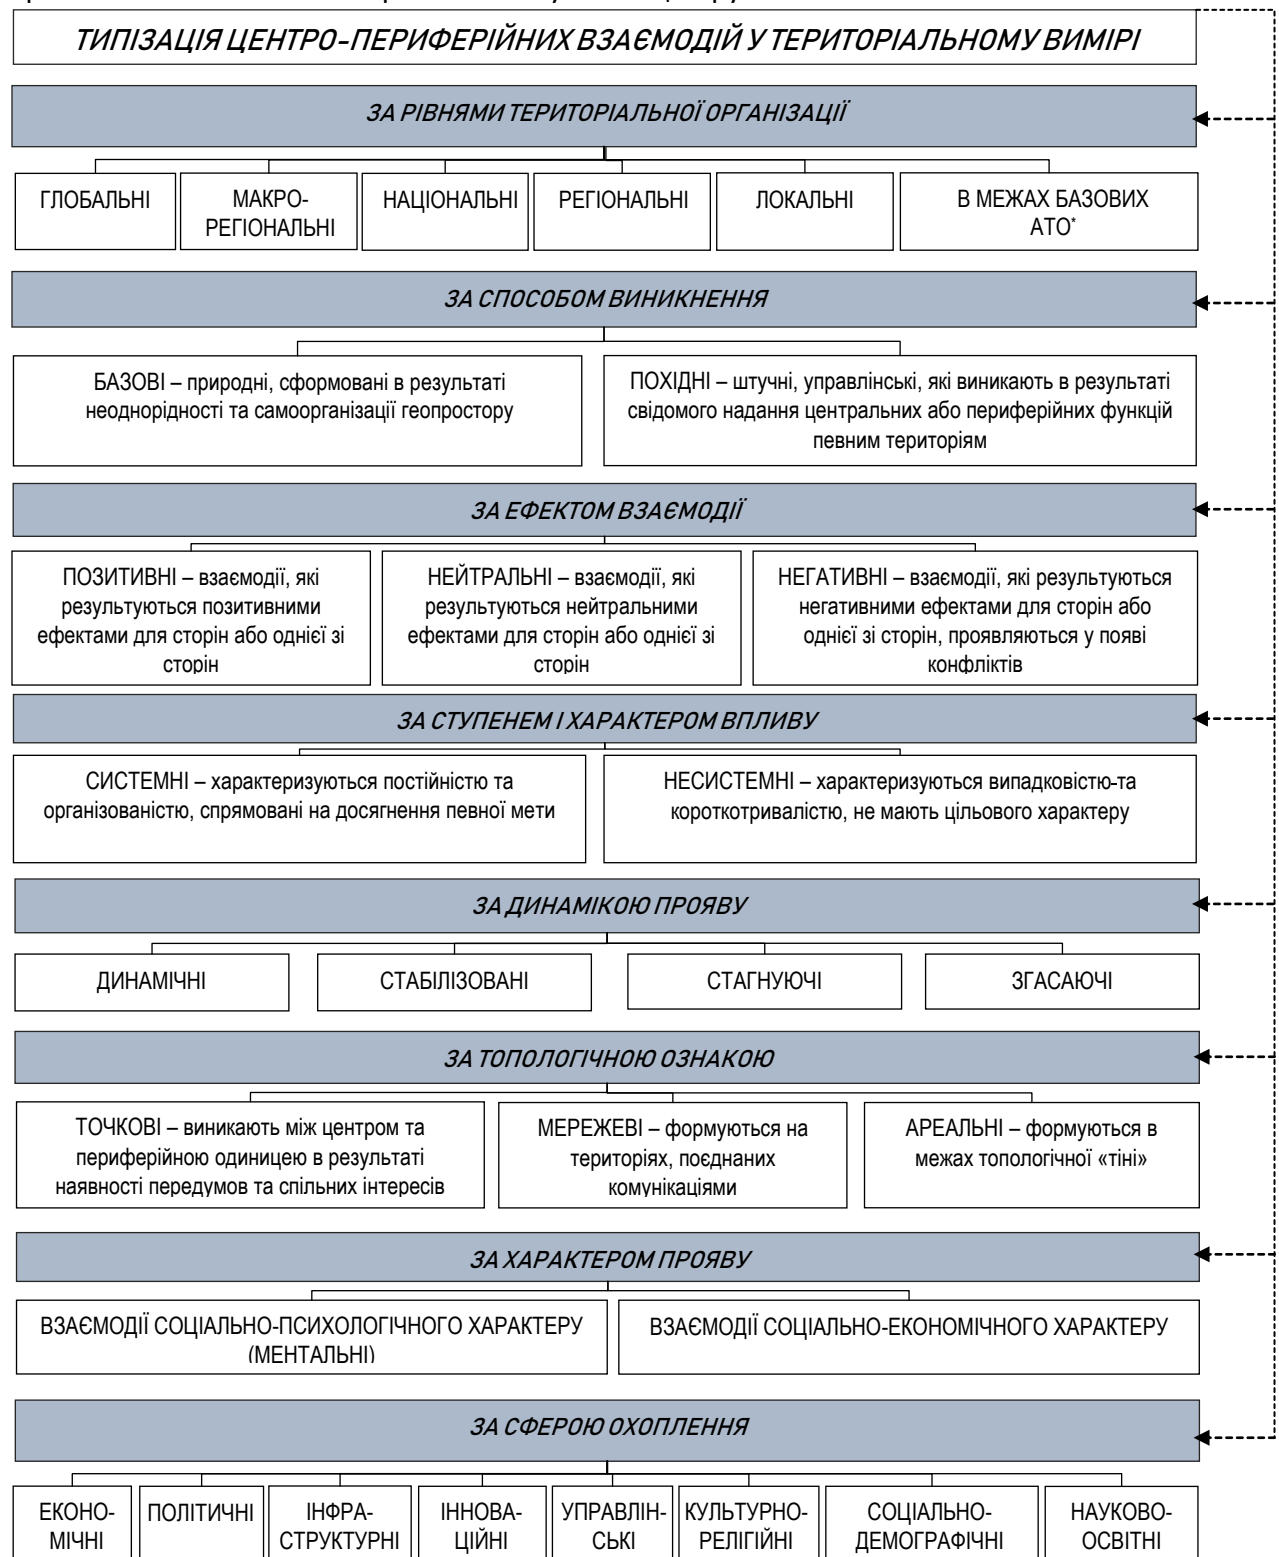 ТИПІЗАЦІЯ ЦЕНТРО-ПЕРИФЕРІЙНИХ ВЗАЄМОДІЙ У ТЕРИТОРІАЛЬНОМУ ВИМІРІ
ЗА РІВНЯМИ ТЕРИТОРІАЛЬНОЇ ОРГАНІЗАЦІЇ
ГЛОБАЛЬНІ
МАКРО-
РЕГІОНАЛЬНІ
НАЦІОНАЛЬНІ
РЕГІОНАЛЬНІ
ЛОКАЛЬНІ
В МЕЖАХ БАЗОВИХ
АТО*
ЗА СПОСОБОМ ВИНИКНЕННЯ
БАЗОВІ – природні, сформовані в результаті
неоднорідності та самоорганізації геопростору
ПОХІДНІ – штучні, управлінські, які виникають в результаті
свідомого надання центральних або периферійних функцій
певним територіям
ЗА ЕФЕКТОМ ВЗАЄМОДІЇ
ПОЗИТИВНІ – взаємодії, які
результуються позитивними
ефектами для сторін або однієї зі
сторін
НЕЙТРАЛЬНІ – взаємодії, які
результуються нейтральними
ефектами для сторін або однієї зі
сторін
НЕГАТИВНІ – взаємодії, які результуються
негативними ефектами для сторін або
однієї зі сторін, проявляються у появі
конфліктів
ЗА СТУПЕНЕМ І ХАРАКТЕРОМ ВПЛИВУ
СИСТЕМНІ – характеризуються постійністю та
організованістю, спрямовані на досягнення певної мети
НЕСИСТЕМНІ – характеризуються випадковістю-та
короткотривалістю, не мають цільового характеру
ЗА ДИНАМІКОЮ ПРОЯВУ
ДИНАМІЧНІ
СТАБІЛІЗОВАНІ
СТАГНУЮЧІ
ЗГАСАЮЧІ
ЗА ТОПОЛОГІЧНОЮ ОЗНАКОЮ
ТОЧКОВІ – виникають між центром та
периферійною одиницею в результаті
наявності передумов та спільних інтересів
МЕРЕЖЕВІ – формуються на
територіях, поєднаних
комунікаціями
АРЕАЛЬНІ – формуються в
межах топологічної «тіні»
ЗА ХАРАКТЕРОМ ПРОЯВУ
ВЗАЄМОДІЇ СОЦІАЛЬНО-ПСИХОЛОГІЧНОГО ХАРАКТЕРУ
(МЕНТАЛЬНІ)
ВЗАЄМОДІЇ СОЦІАЛЬНО-ЕКОНОМІЧНОГО ХАРАКТЕРУ
ЗА СФЕРОЮ ОХОПЛЕННЯ
ЕКОНО-
МІЧНІ
ПОЛІТИЧНІ
ІНФРА-
СТРУКТУРНІ
ІННОВА-
ЦІЙНІ
УПРАВЛІН-
СЬКІ
КУЛЬТУРНО-
РЕЛІГІЙНІ
СОЦІАЛЬНО-
ДЕМОГРАФІЧНІ
НАУКОВО-
ОСВІТНІ